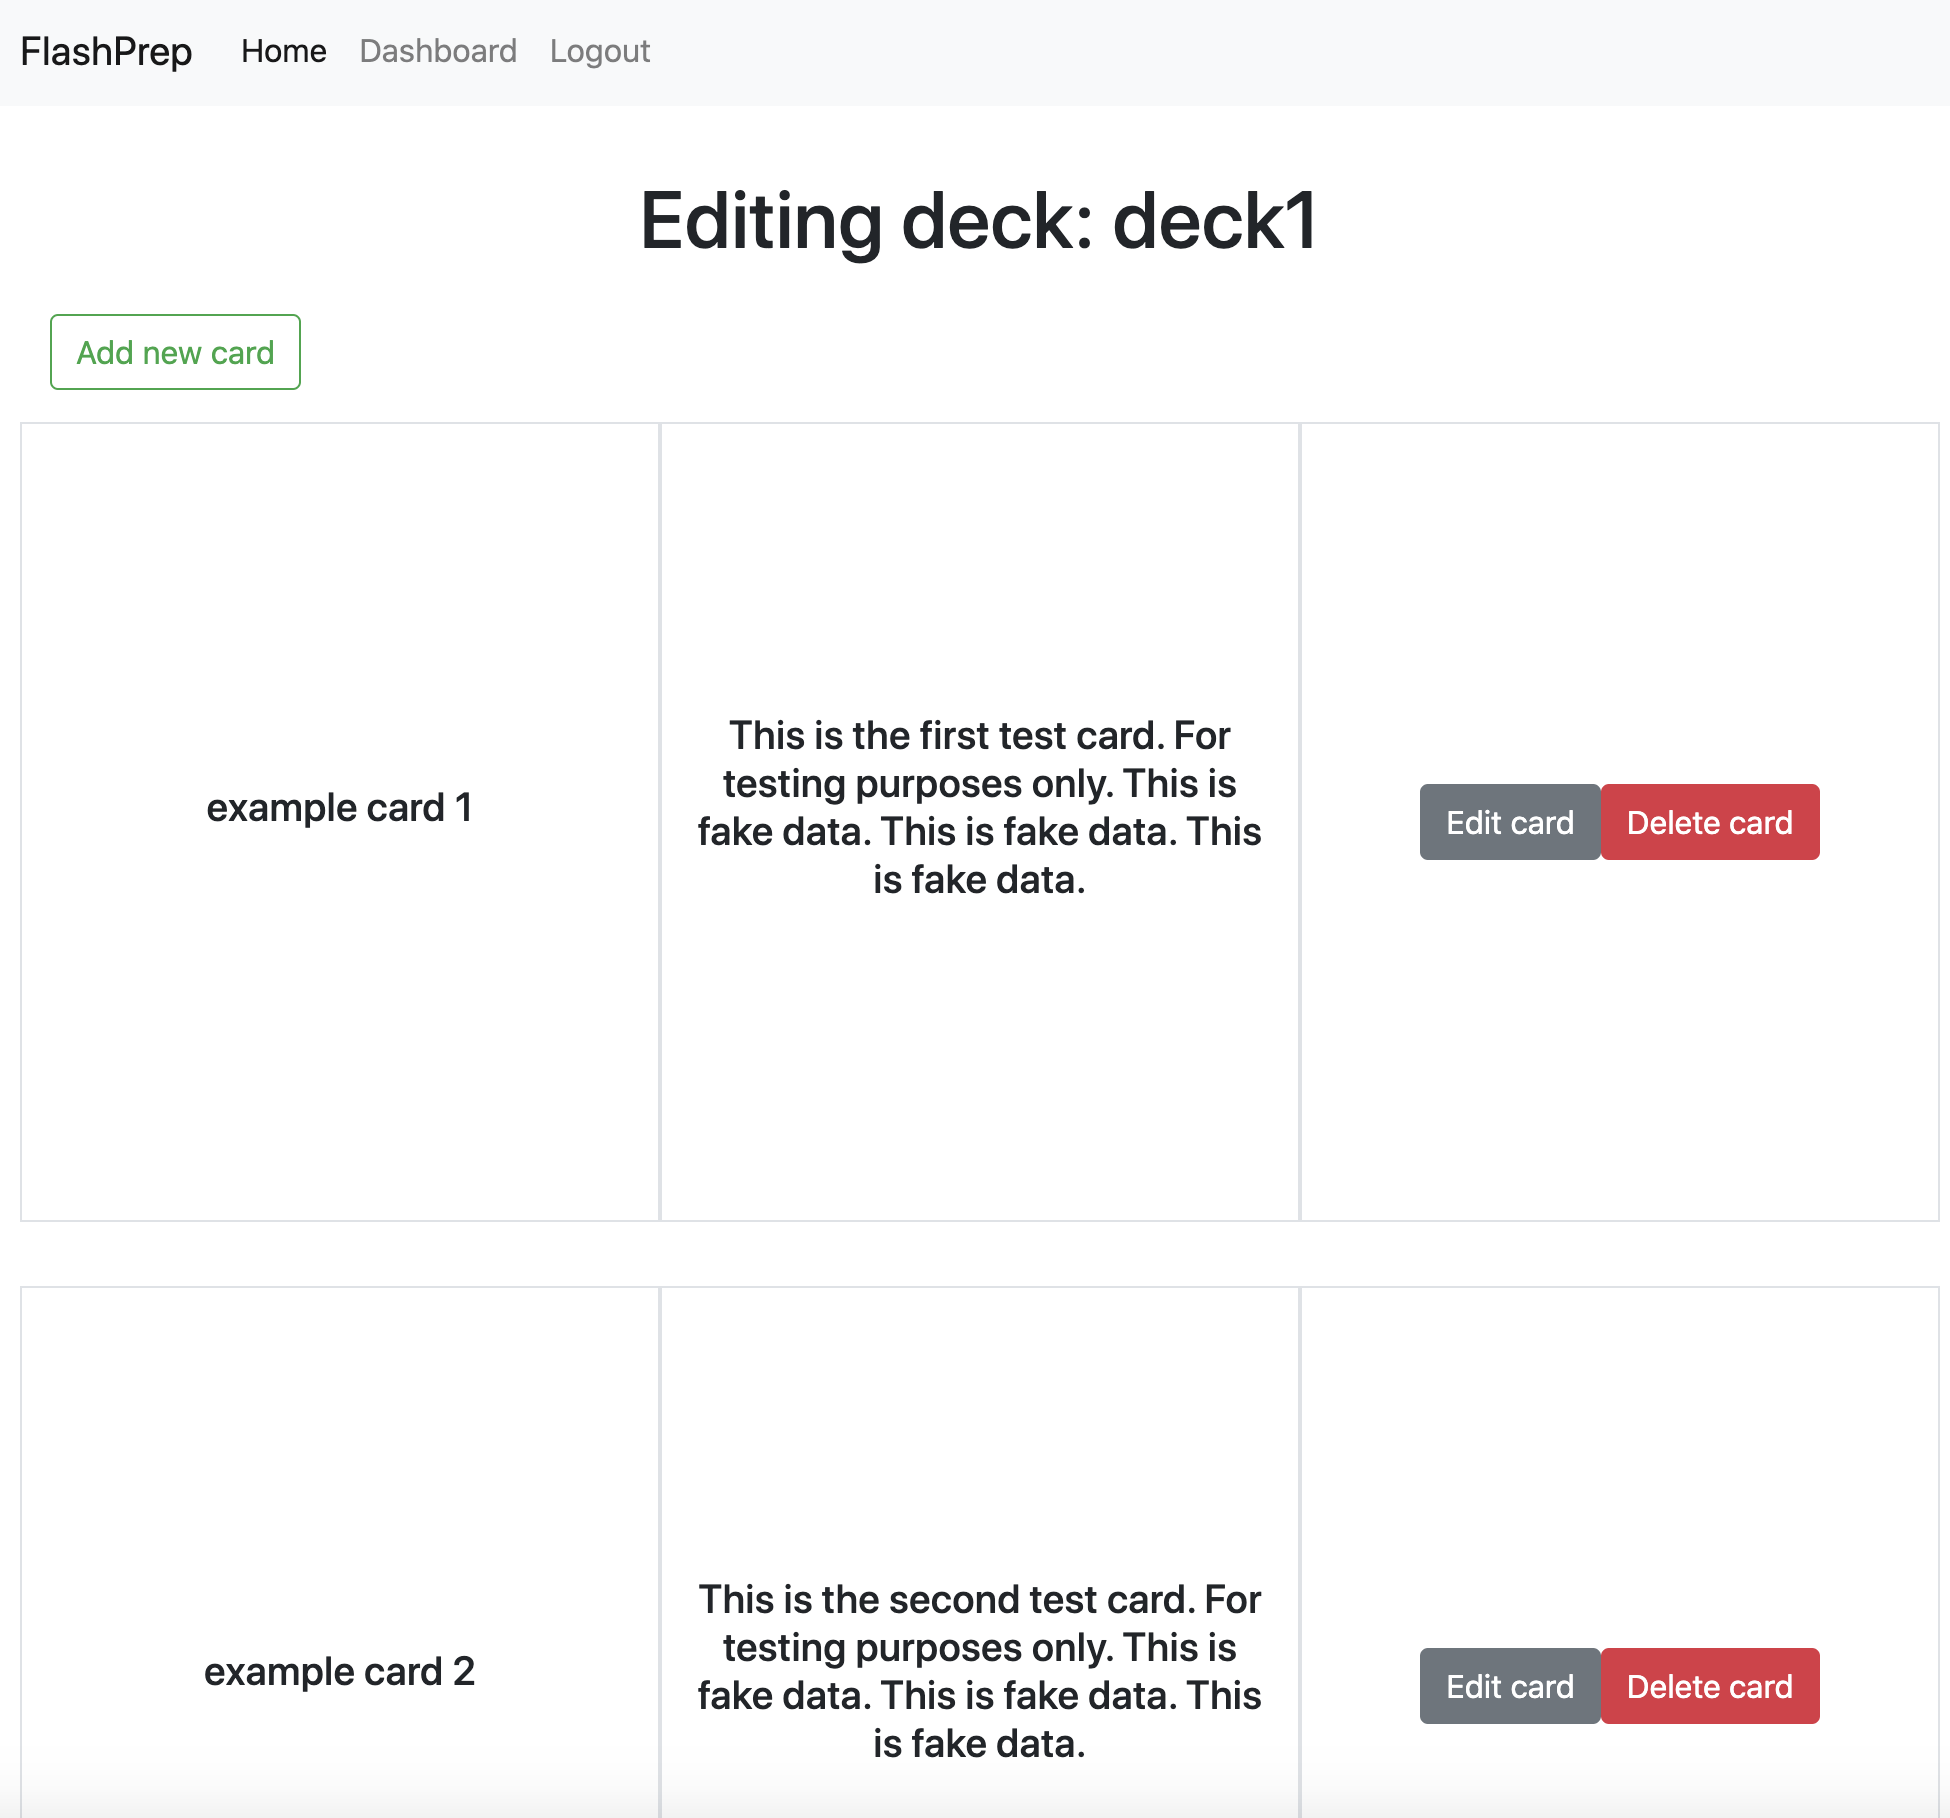 FlashPrep Home Dashboard Logout
Editing deck: deck1
Add new card
example card 1
This is the first test card. For
testing purposes only. This is
fake data. This is fake data. This
is fake data.
Edit card Delete card
example card 2
This is the second test card. For
testing purposes only. This is
fake data. This is fake data. This
is fake data.
Edit card Delete card